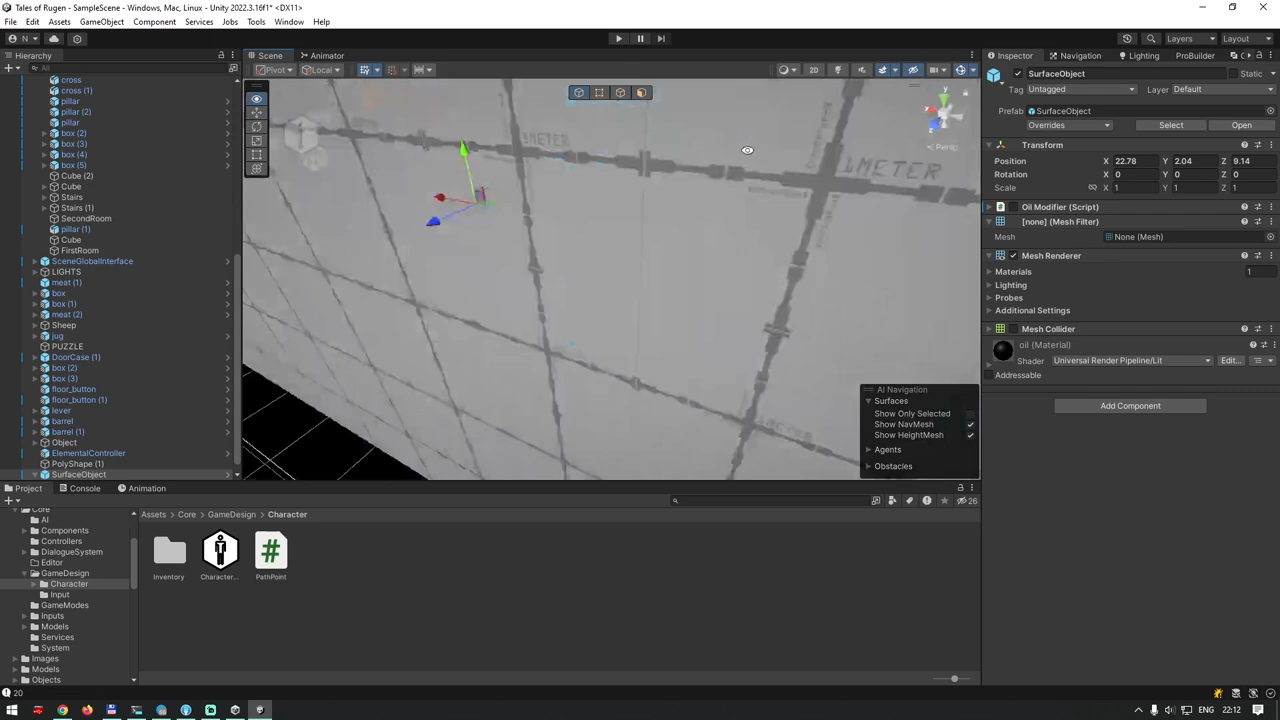 Tales of Rugen - SampleScene - Windows, Mac, Linux - Unity 2022.3.16f1* <DX11>
File Edit Assets GameObject Component Services Jobs Tools Window Help
N
Layers
Layout
Hierarchy
All
cross
cross (1)
pillar
pillar (2)
pillar
box (2)
box (3)
box (4)
box (5)
Cube (2)
Cube
Stairs
Stairs (1)
SecondRoom
pillar (1)
Cube
FirstRoom
SceneGlobalInterface
LIGHTS
meat (1)
box
box (1)
meat (2)
Sheep
jug
PUZZLE
DoorCase (1)
box (2)
box (3)
floor_button
floor_button (1)
lever
barrel
barrel (1)
Object
ElementalController
PolyShape (1)
SurfaceObject
Scene
Animator
Pivot
Local
2D
y
z
Persp
METER
AI Navigation
Surfaces
Show Only Selected
Show NavMesh
Show HeightMesh
Agents
Obstacles
Inspector
Navigation
Lighting
ProBuilder
SurfaceObject
Static
Tag Untagged
Layer Default
Prefab SurfaceObject
Overrides Select Open
Transform
Position X 22.78 Y 2.04 Z 9.14
Rotation X 0 Y 0 Z 0
Scale X 1 Y 1 Z 1
Oil Modifier (Script)
[none] (Mesh Filter)
Mesh None (Mesh)
Mesh Renderer
Materials 1
Lighting
Probes
Additional Settings
Mesh Collider
oil (Material)
Shader Universal Render Pipeline/Lit Edit...
Addressable
Add Component
Project
Console
Animation
26
Core
AI
Components
Controllers
DialogueSystem
Editor
GameDesign
Character
Input
GameModes
Inputs
Models
Services
System
Images
Models
Objects
Assets > Core > GameDesign > Character
Inventory
Character...
PathPoint
20
ENG
22:12